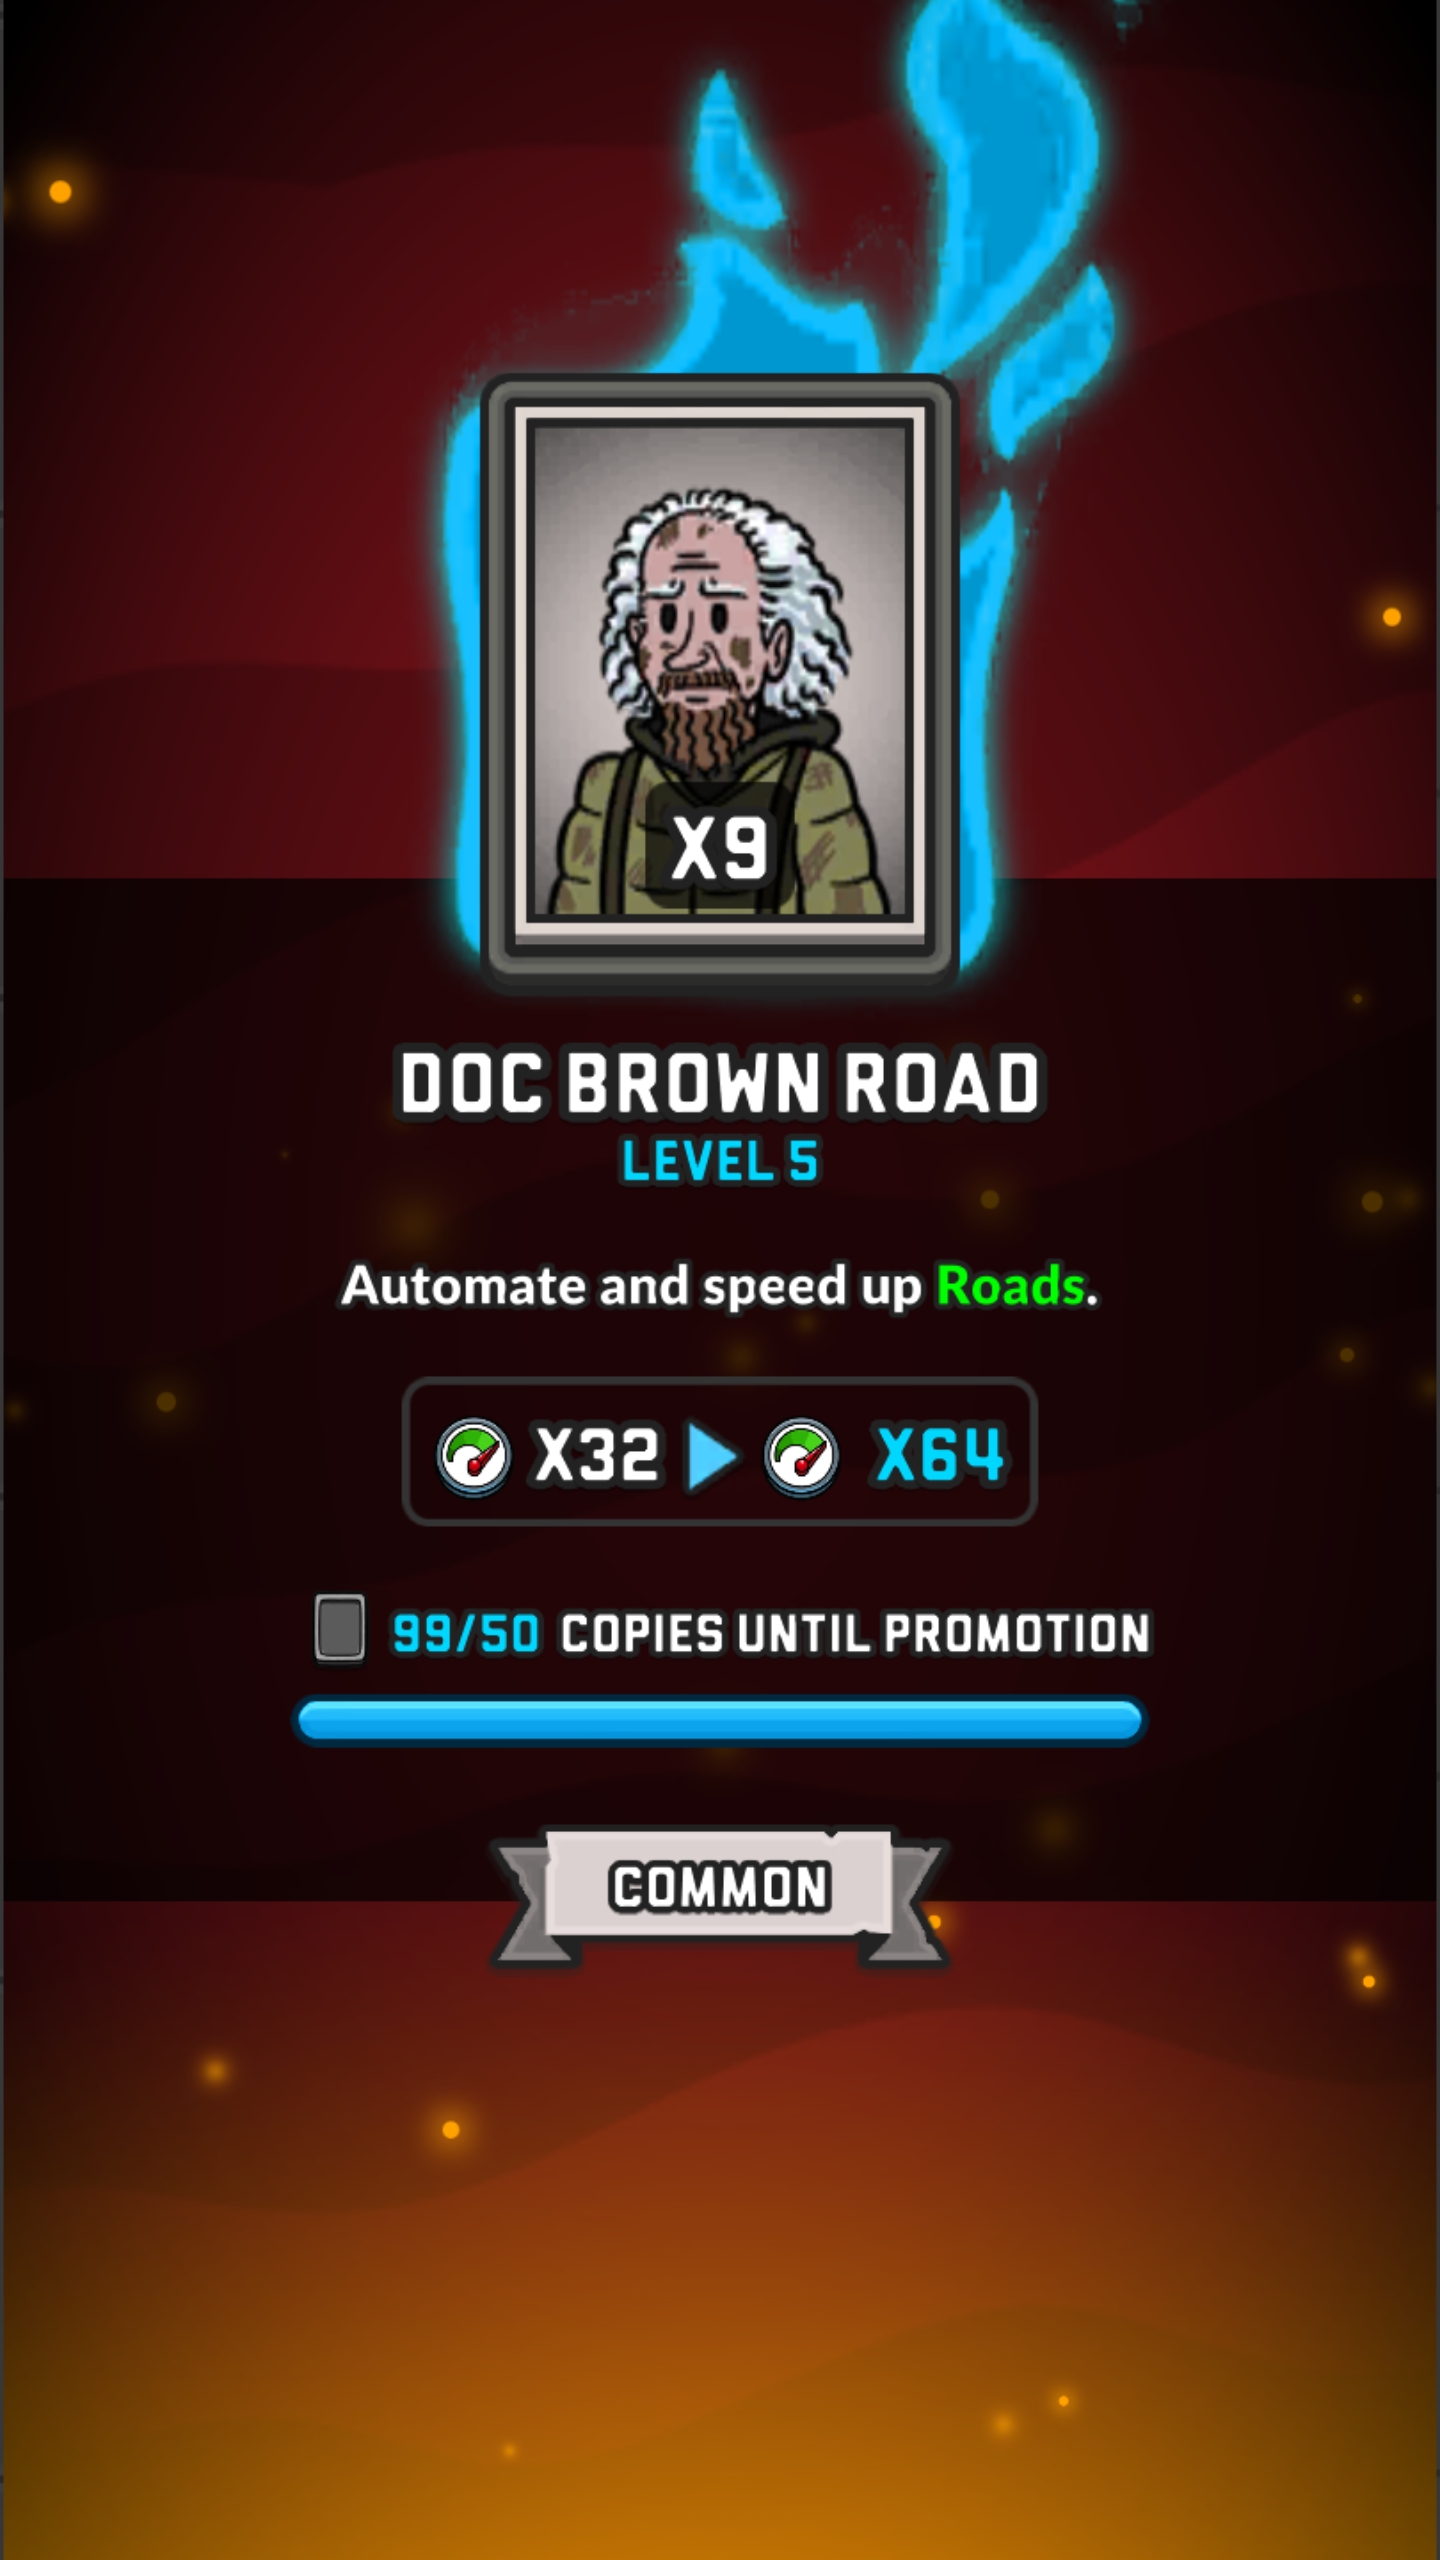 X9
DOC BROWN ROAD
LEVEL 5
Automate and speed up Roads.
X32 X64
99/50 COPIES UNTIL PROMOTION
COMMON